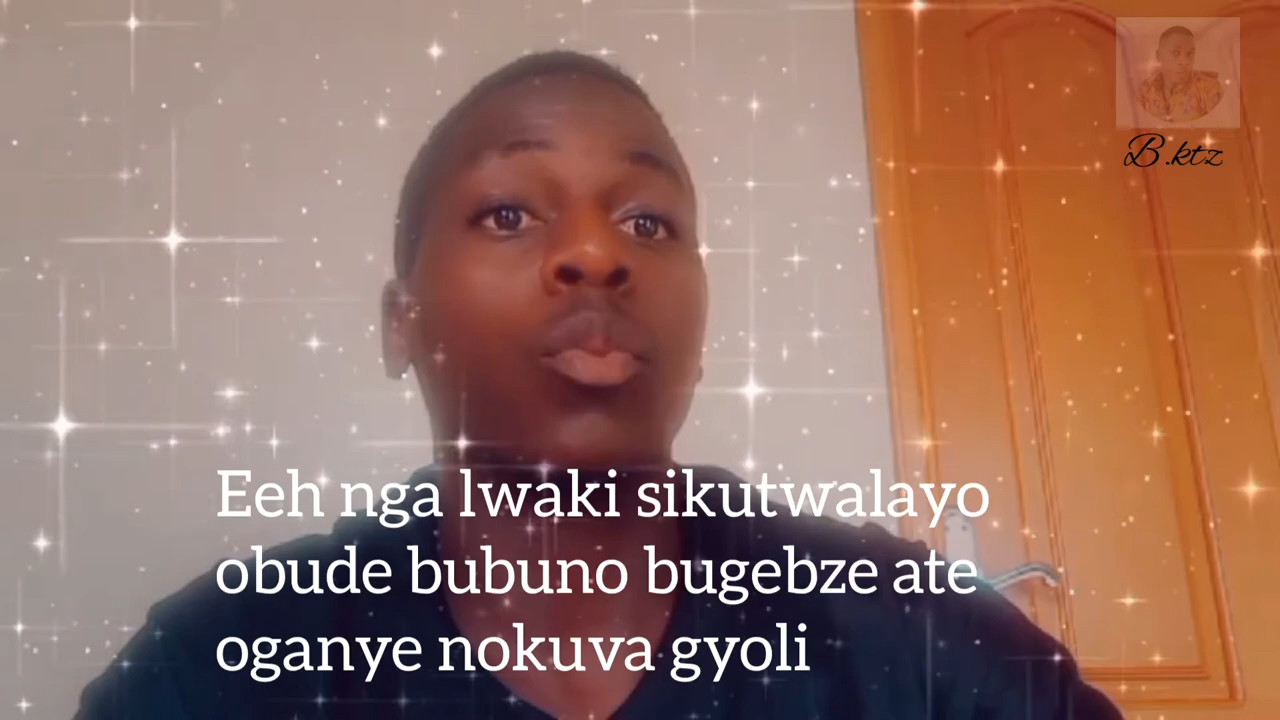 B.ktz
Eeh nga lwaki sikutwalayo
obude bubuno bugebze ate
oganye nokuva gyoli